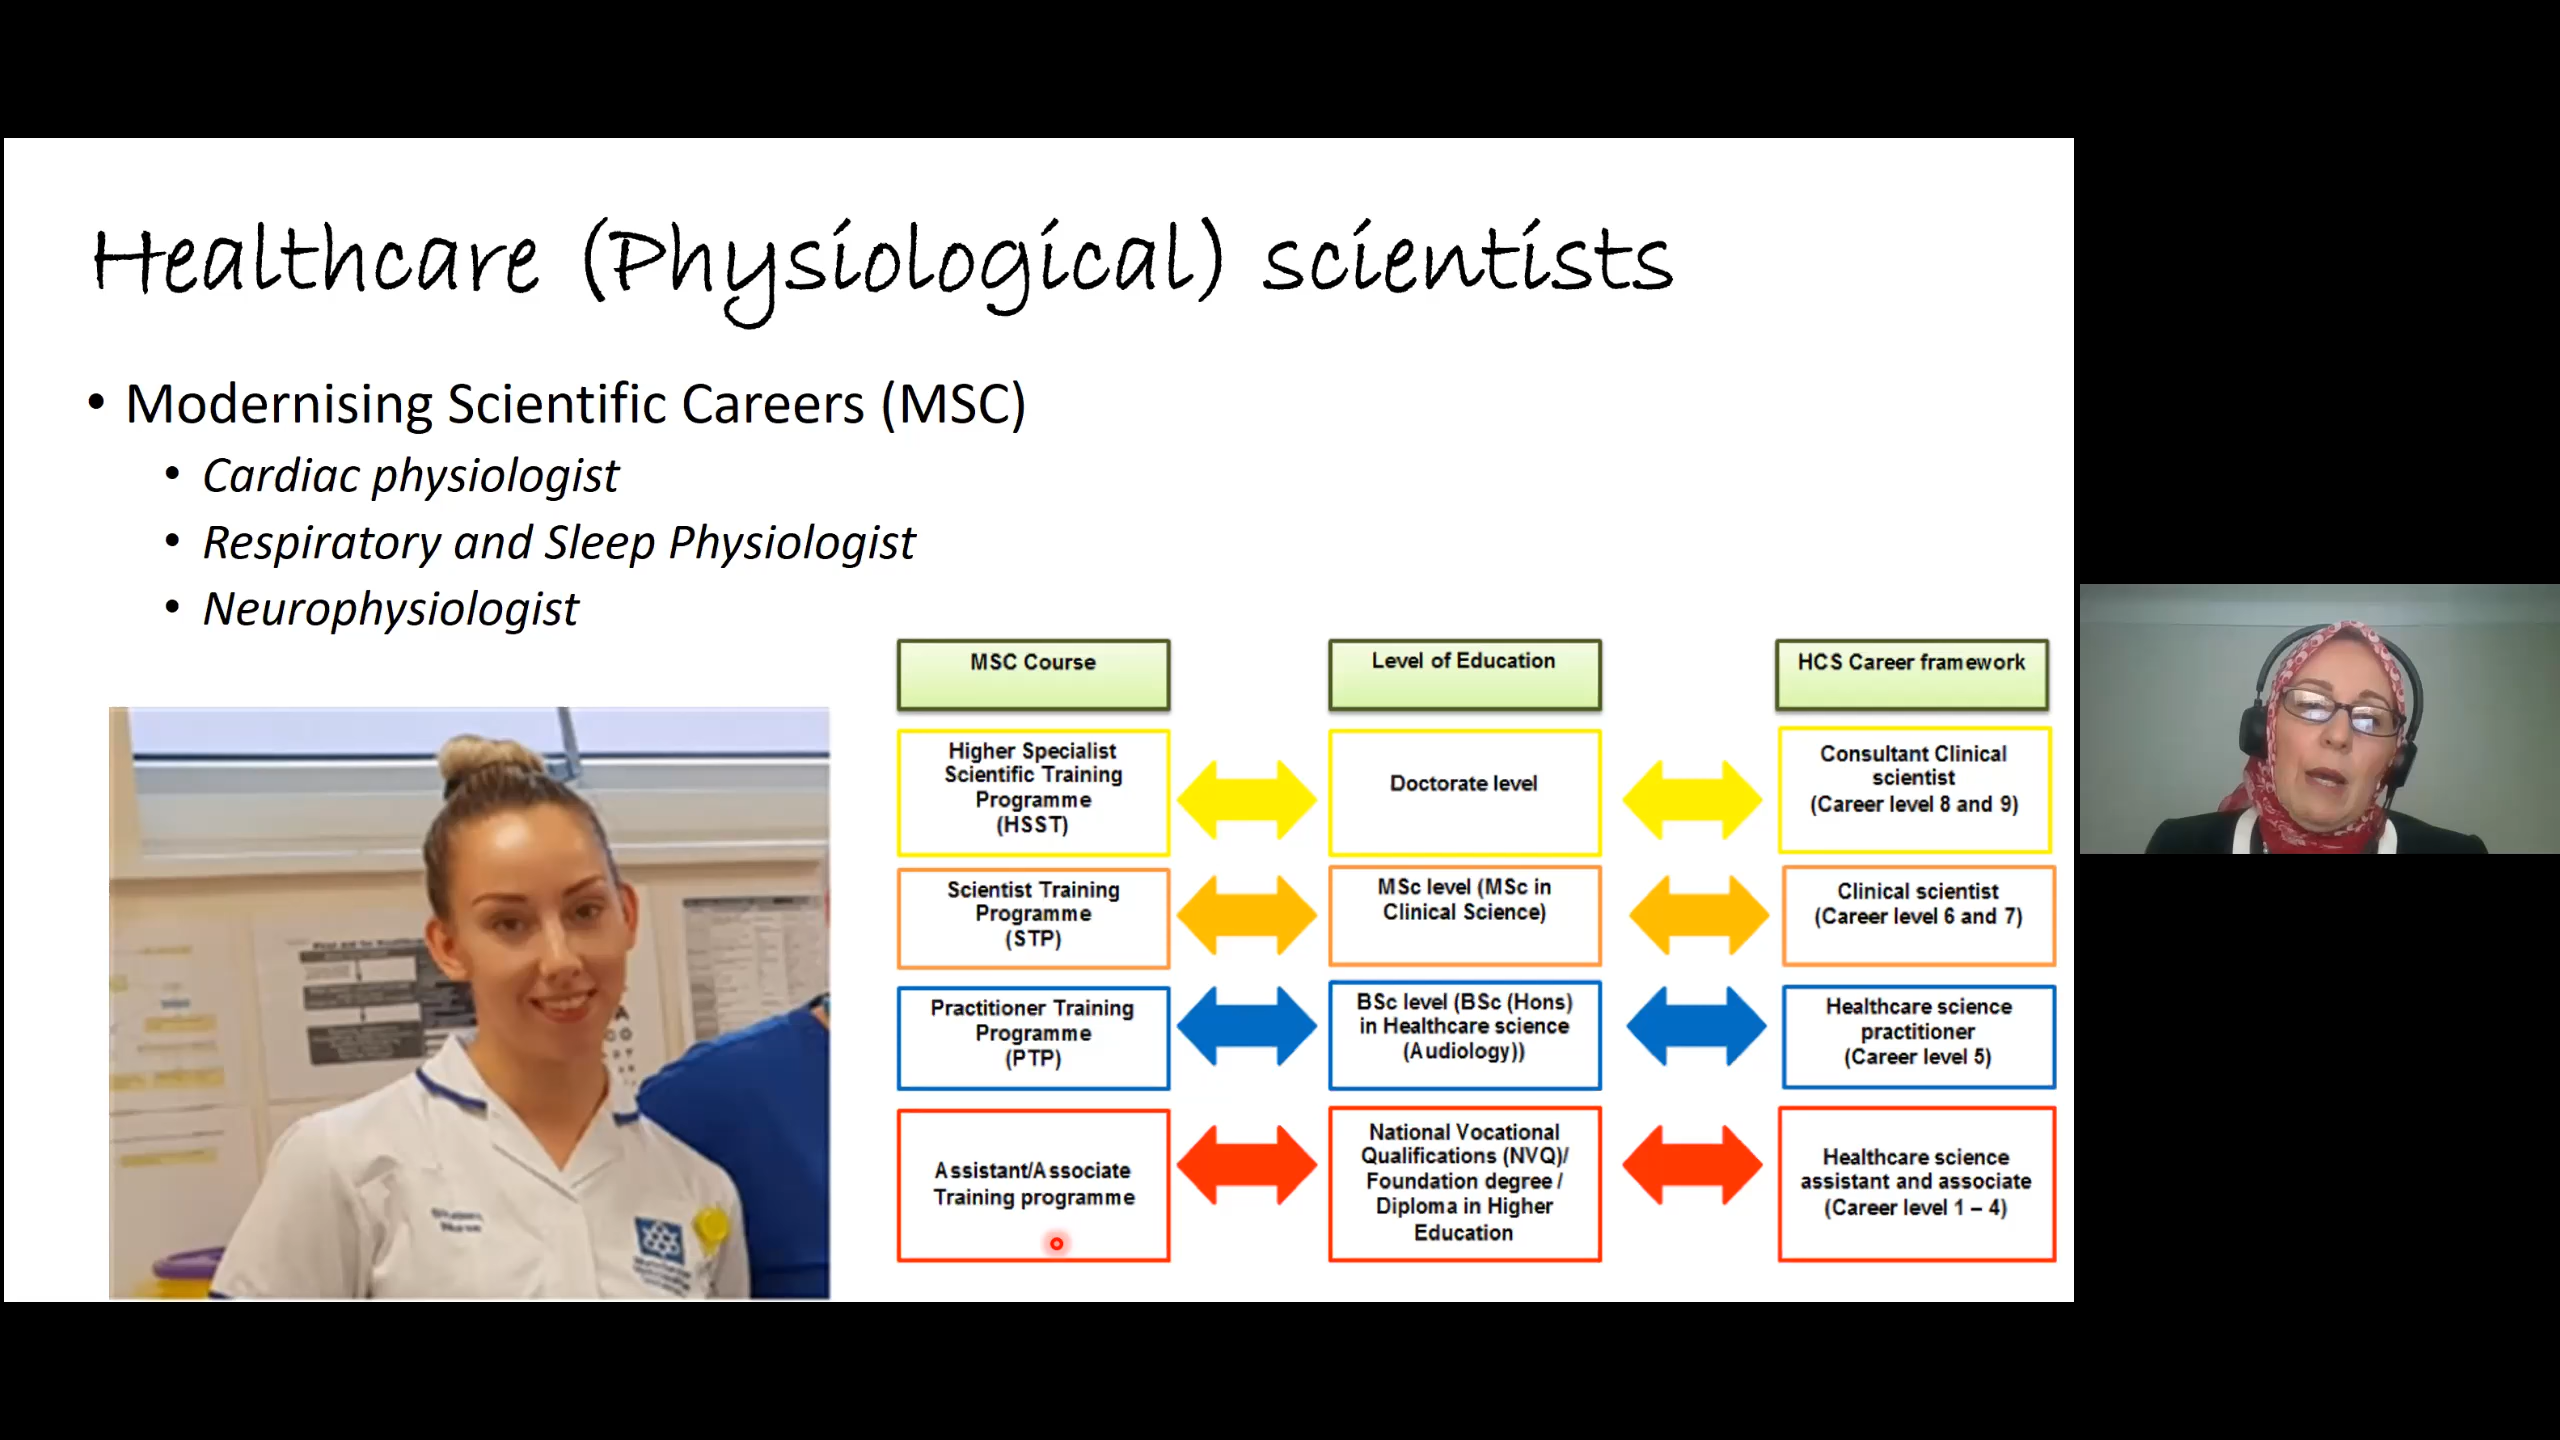 Healthcare (Physiological) scientists
• Modernising Scientific Careers (MSC)
• Cardiac physiologist
• Respiratory and Sleep Physiologist
• Neurophysiologist
MSC Course
Level of Education
HCS Career framework
Higher Specialist
Scientific Training
Programme
(HSST)
Doctorate level
Consultant Clinical
scientist
(Career level 8 and 9)
Scientist Training
Programme
(STP)
MSc level (MSc in
Clinical Science)
Clinical scientist
(Career level 6 and 7)
Practitioner Training
Programme
(PTP)
BSc level (BSc (Hons)
in Healthcare science
(Audiology))
Healthcare science
practitioner
(Career level 5)
Assistant/Associate
Training programme
National Vocational
Qualifications (NVQ)/
Foundation degree /
Diploma in Higher
Education
Healthcare science
assistant and associate
(Career level 1 – 4)
Student
Nurse